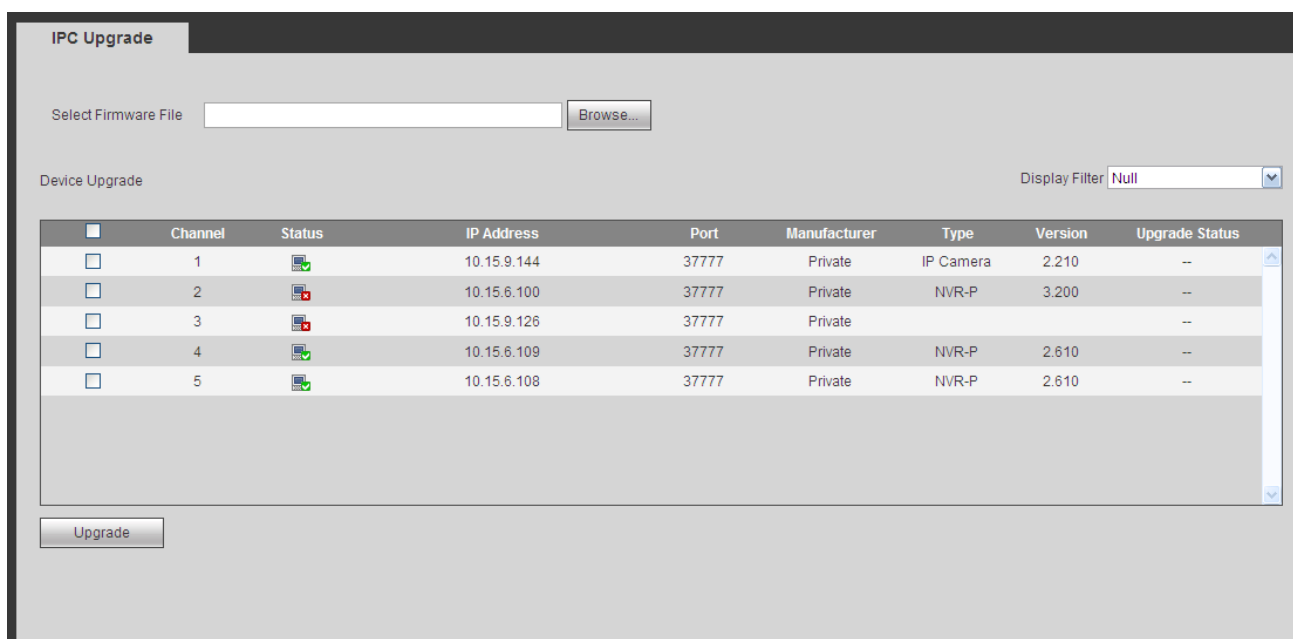 IPC Upgrade
Select Firmware File Browse...
Device Upgrade Display Filter Null
Channel Status IP Address Port Manufacturer Type Version Upgrade Status
1 10.15.9.144 37777 Private IP Camera 2.210 --
2 10.15.6.100 37777 Private NVR-P 3.200 --
3 10.15.9.126 37777 Private --
4 10.15.6.109 37777 Private NVR-P 2.610 --
5 10.15.6.108 37777 Private NVR-P 2.610 --
Upgrade